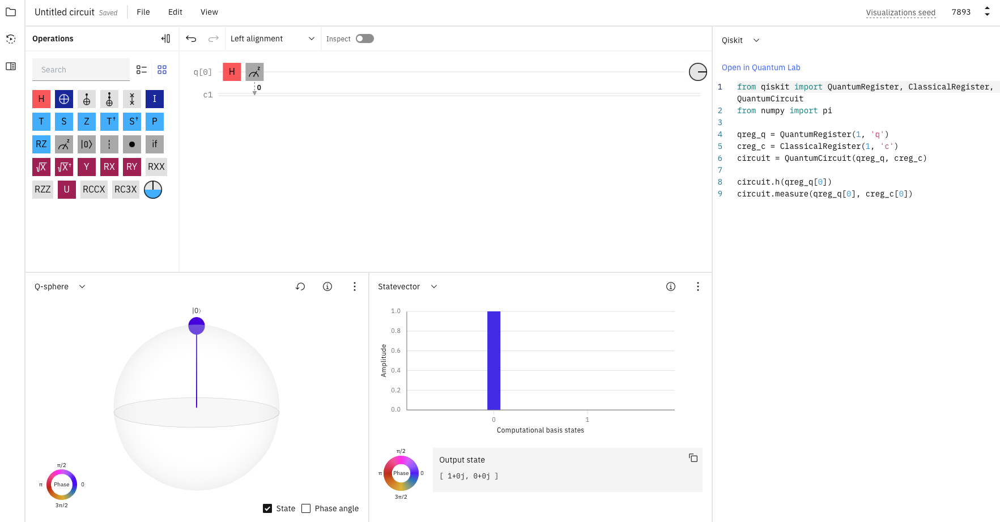 Untitled circuit Saved File Edit View Visualizations seed 7893
Operations Left alignment Inspect Qiskit
Search
Open in Quantum Lab
q[0] H z
0
c1
H I
T S Z T† S† P
RZ z |0⟩ if
√X √X† Y RX RY RXX
RZZ U RCCX RC3X
1 from qiskit import QuantumRegister, ClassicalRegister,
QuantumCircuit
2 from numpy import pi
3
4 qreg_q = QuantumRegister(1, 'q')
5 creg_c = ClassicalRegister(1, 'c')
6 circuit = QuantumCircuit(qreg_q, creg_c)
7
8 circuit.h(qreg_q[0])
9 circuit.measure(qreg_q[0], creg_c[0])
Q-sphere
|0⟩
π/2
π Phase 0
3π/2
State Phase angle
Statevector
1.0
0.8
0.6
0.4
0.2
0.0
Amplitude
0 1
Computational basis states
π/2
π Phase 0
3π/2
Output state
[ 1+0j, 0+0j ]